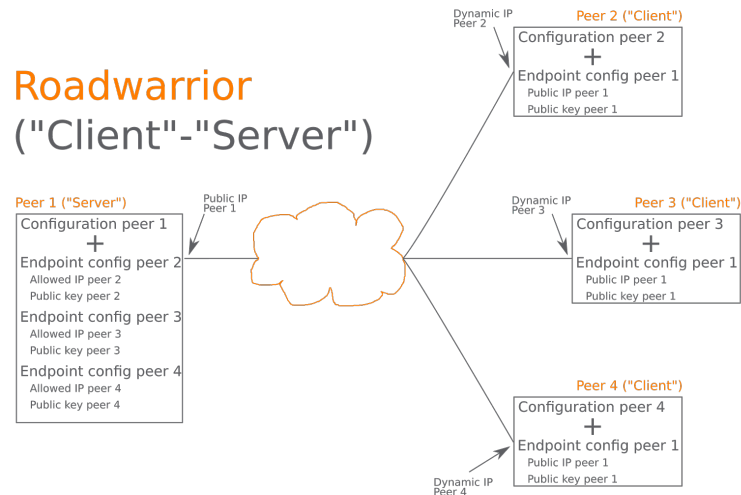 Roadwarrior
("Client"-"Server")
Peer 1 ("Server")
Configuration peer 1
+
Endpoint config peer 2
Allowed IP peer 2
Public key peer 2
Endpoint config peer 3
Allowed IP peer 3
Public key peer 3
Endpoint config peer 4
Allowed IP peer 4
Public key peer 4
Public IP
Peer 1
Dynamic IP
Peer 2
Peer 2 ("Client")
Configuration peer 2
+
Endpoint config peer 1
Public IP peer 1
Public key peer 1
Dynamic IP
Peer 3
Peer 3 ("Client")
Configuration peer 3
+
Endpoint config peer 1
Public IP peer 1
Public key peer 1
Peer 4 ("Client")
Configuration peer 4
+
Endpoint config peer 1
Public IP peer 1
Public key peer 1
Dynamic IP
Peer 4